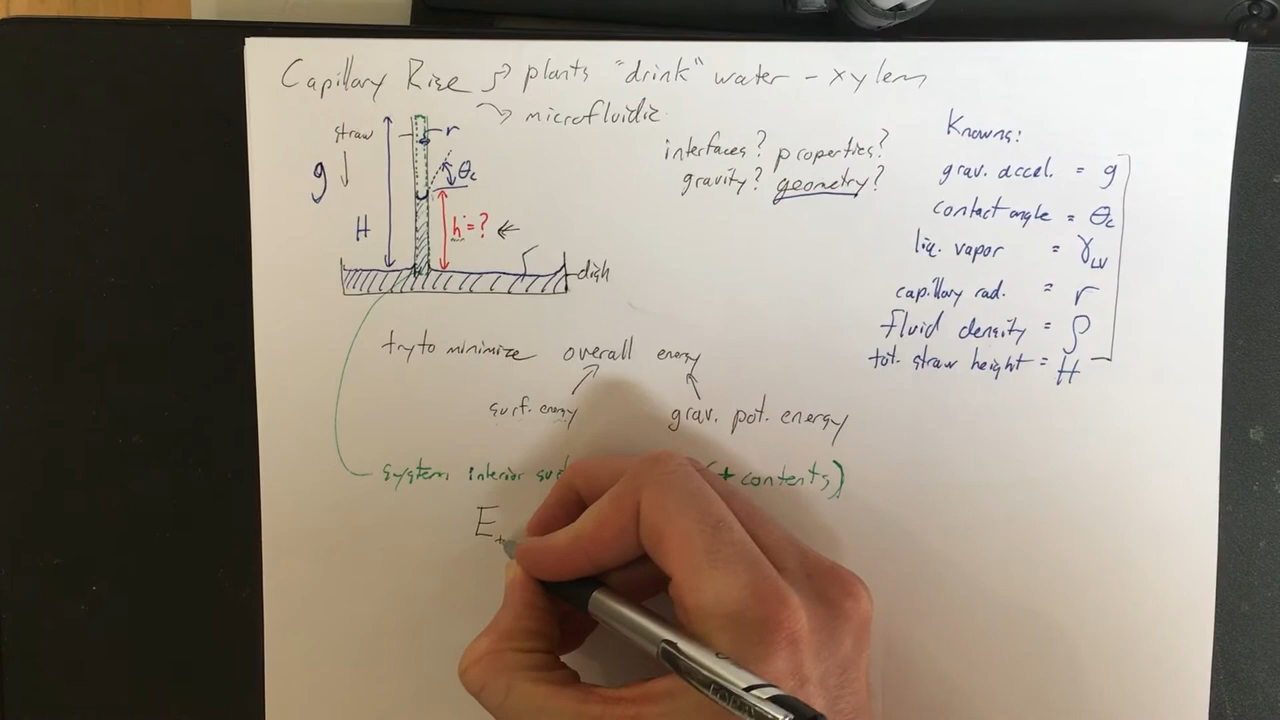 Capillary Rise → plants "drink" water - xylem
→ microfluidic
straw
r
g
θc
H
h = ?
dish
interfaces? properties?
gravity? geometry?
Knowns:
grav. accel. = g
contact angle = θc
liq. vapor = γLV
capillary rad. = r
fluid density = ρ
tot. straw height = H
try to minimize overall energy
surf. energy
grav. pot. energy
system interior (+ contents)
E